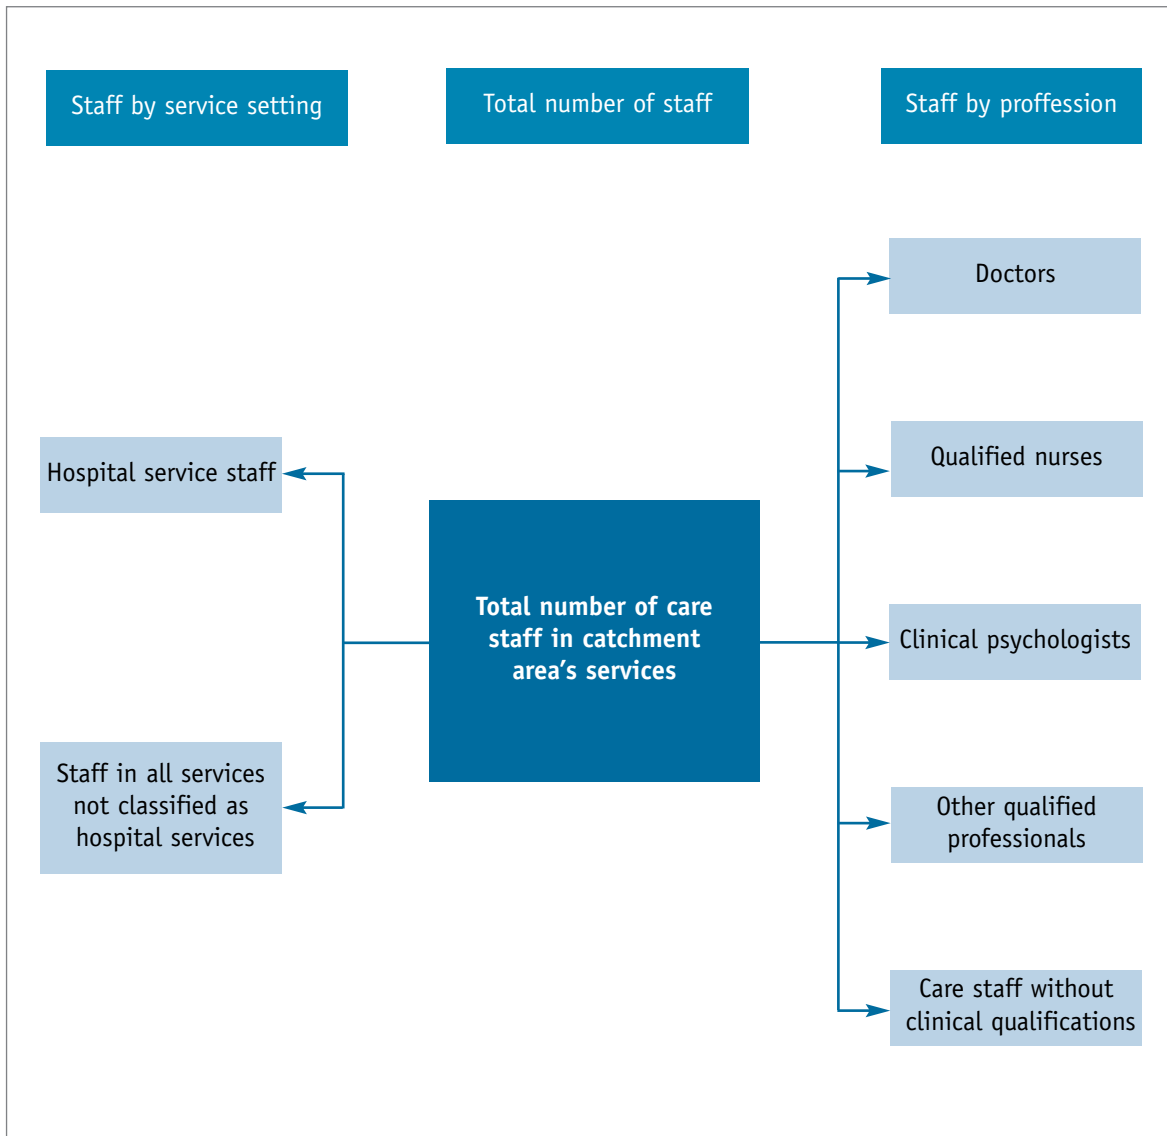 Staff by service setting
Total number of staff
Staff by proffession
Doctors
Hospital service staff
Qualified nurses
Total number of care
staff in catchment
area’s services
Clinical psychologists
Staff in all services
not classified as
hospital services
Other qualified
professionals
Care staff without
clinical qualifications